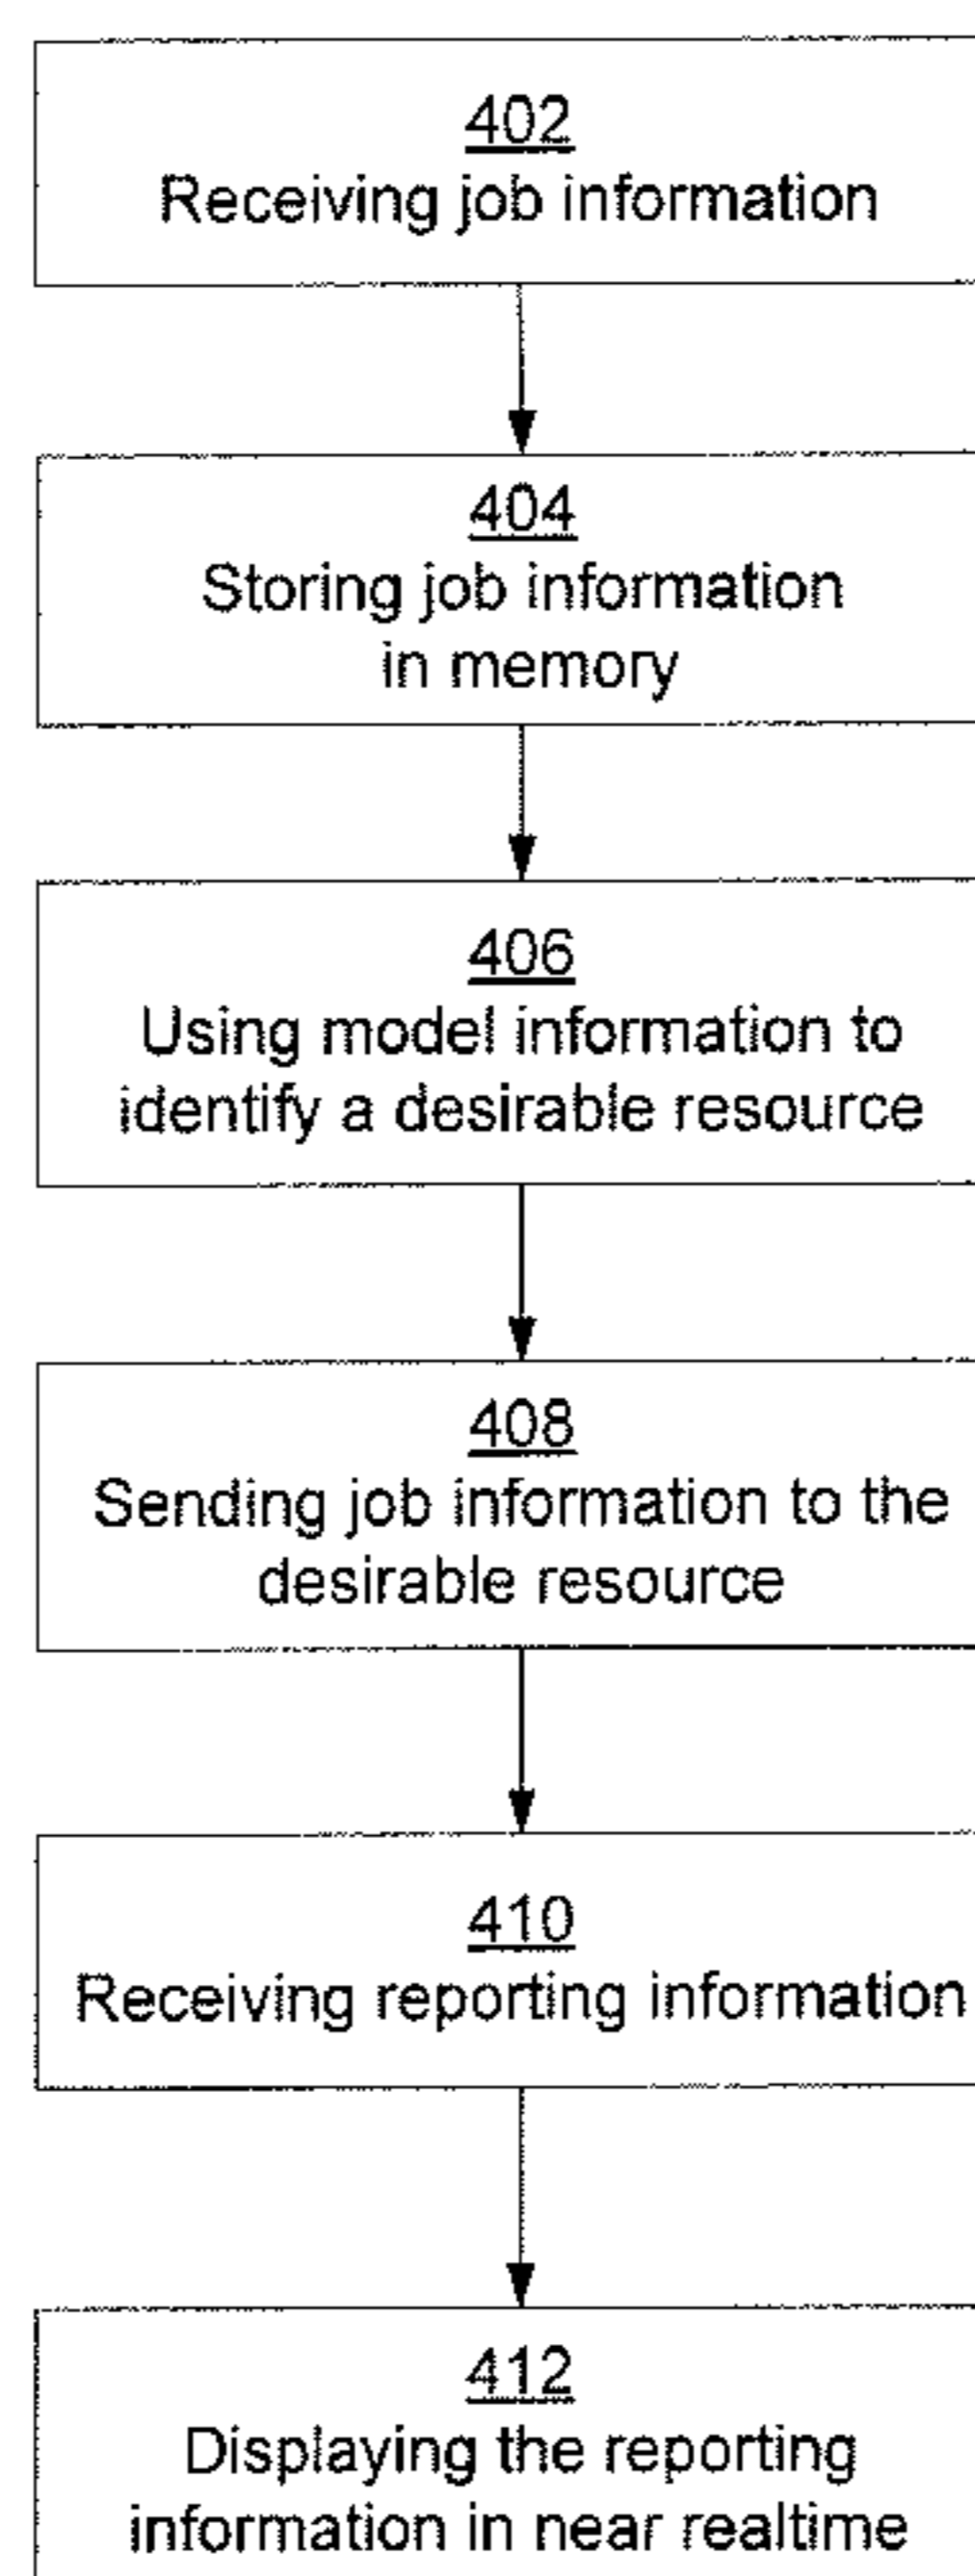 402
Receiving job information
404
Storing job information
in memory
406
Using model information to
identify a desirable resource
408
Sending job information to the
desirable resource
410
Receiving reporting information
412
Displaying the reporting
information in near realtime